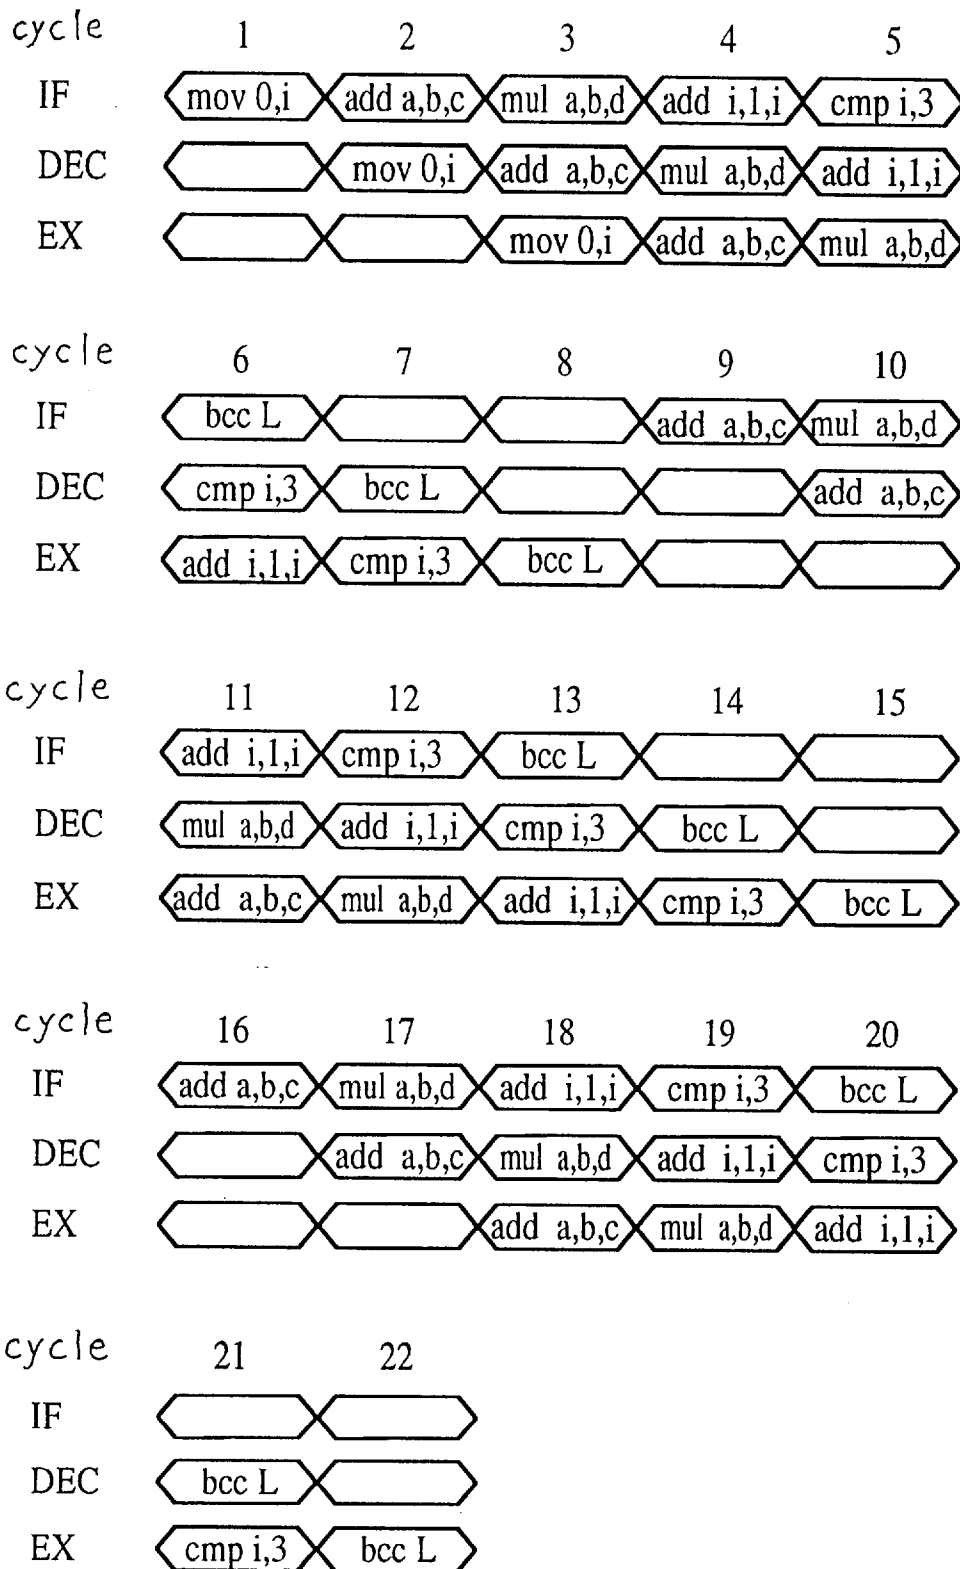 cycle 1 2 3 4 5
IF mov 0,i add a,b,c mul a,b,d add i,1,i cmp i,3
DEC mov 0,i add a,b,c mul a,b,d add i,1,i
EX mov 0,i add a,b,c mul a,b,d
cycle 6 7 8 9 10
IF bcc L add a,b,c mul a,b,d
DEC cmp i,3 bcc L add a,b,c
EX add i,1,i cmp i,3 bcc L
cycle 11 12 13 14 15
IF add i,1,i cmp i,3 bcc L
DEC mul a,b,d add i,1,i cmp i,3 bcc L
EX add a,b,c mul a,b,d add i,1,i cmp i,3 bcc L
cycle 16 17 18 19 20
IF add a,b,c mul a,b,d add i,1,i cmp i,3 bcc L
DEC add a,b,c mul a,b,d add i,1,i cmp i,3
EX add a,b,c mul a,b,d add i,1,i
cycle 21 22
IF
DEC bcc L
EX cmp i,3 bcc L